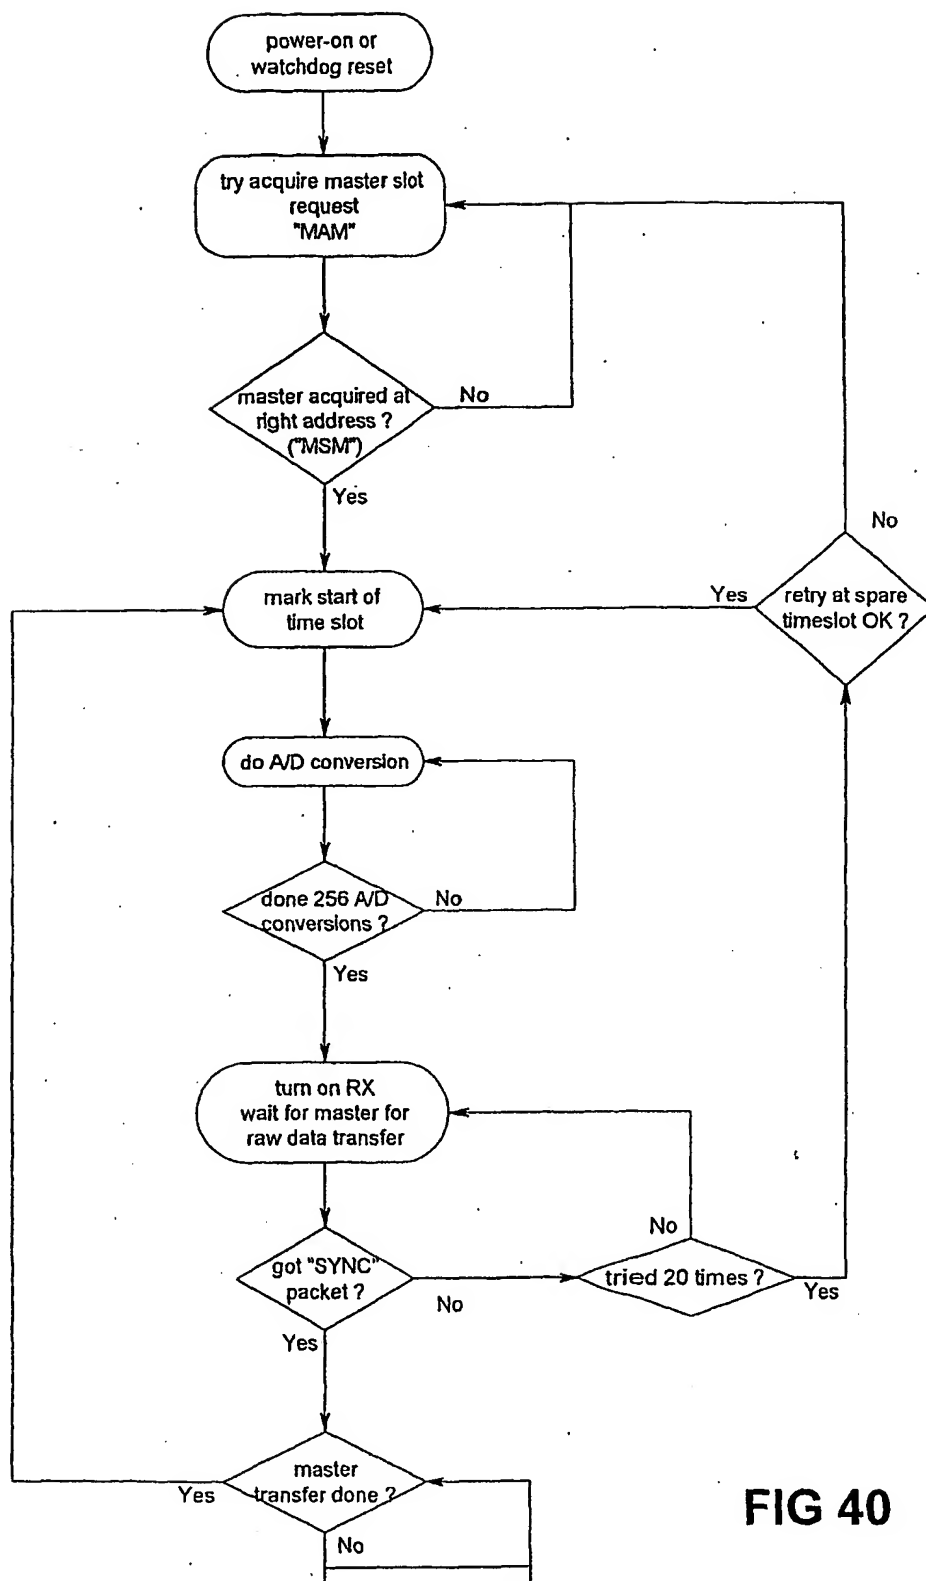 power-on or
watchdog reset
try acquire master slot
request
"MAM"
master acquired at
right address ?
("MSM")
No
Yes
No
mark start of
time slot
Yes
retry at spare
timeslot OK ?
do A/D conversion
done 256 A/D
conversions ?
No
Yes
turn on RX
wait for master for
raw data transfer
No
got "SYNC"
packet ?
No
tried 20 times ?
Yes
Yes
master
transfer done ?
Yes
No
FIG 40